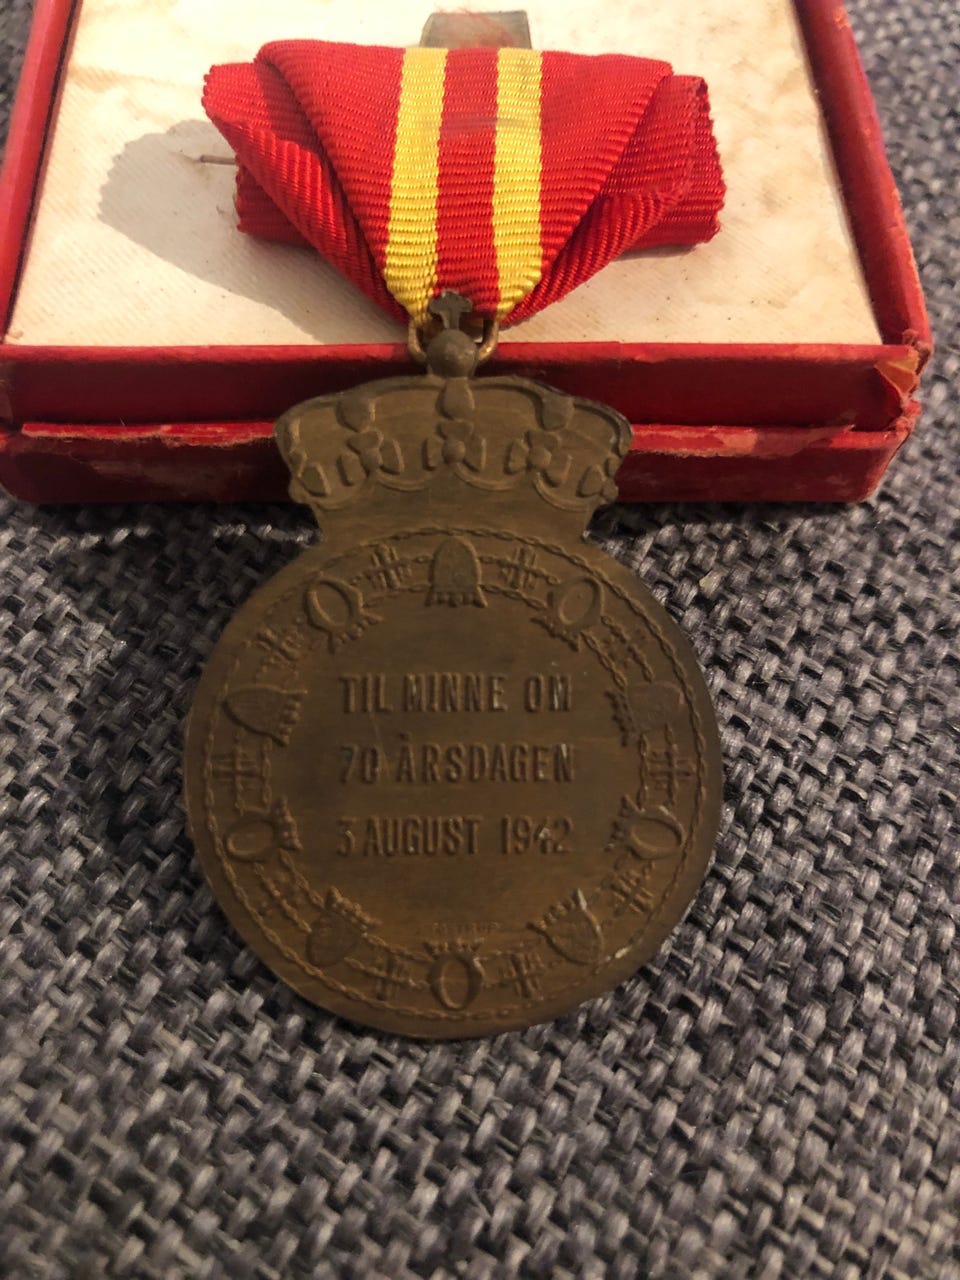 TIL MINNE OM
70 ÅRSDAGEN
3 AUGUST 1942